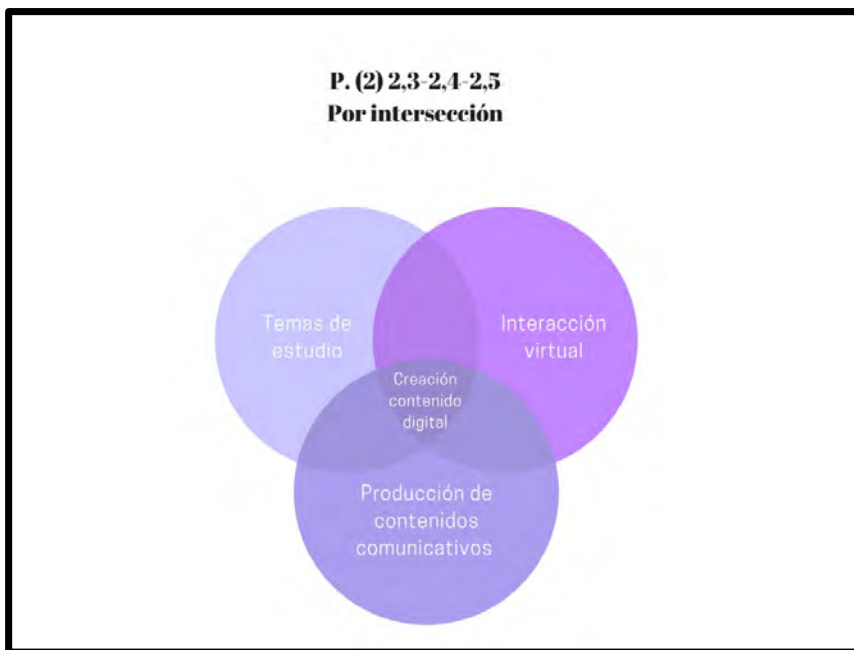 P. (2) 2,3-2,4-2,5
Por intersección
Temas de
estudio
Interacción
virtual
Creación
contenido
digital
Producción de
contenidos
comunicativos